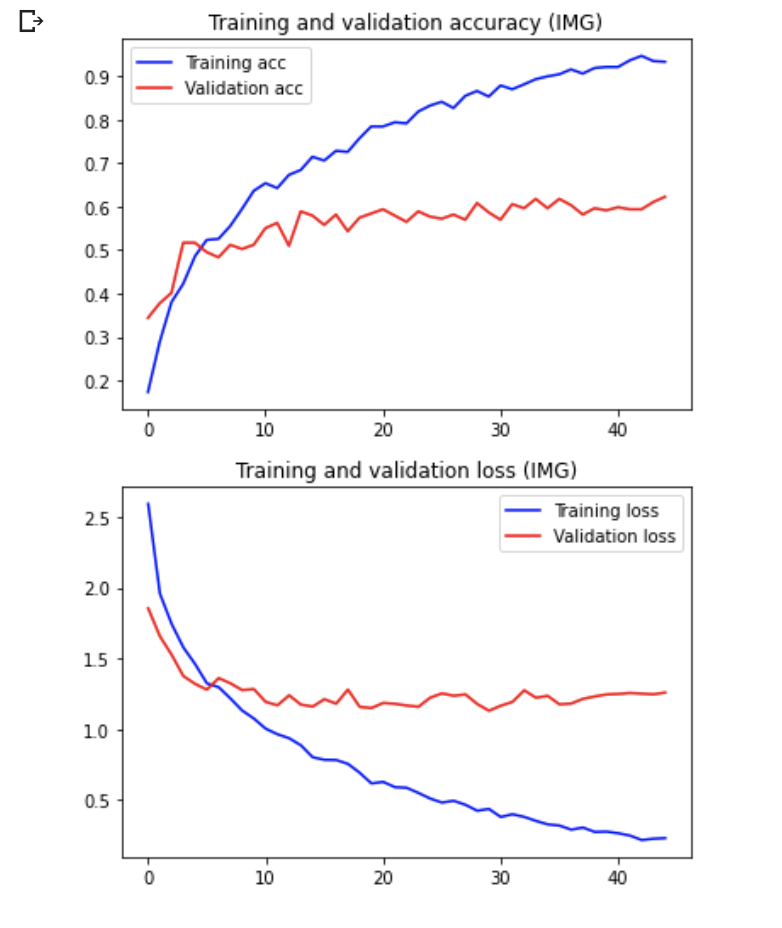 Training and validation accuracy (IMG)
Training acc
Validation acc
0.9
0.8
0.7
0.6
0.5
0.4
0.3
0.2
0 10 20 30 40
Training and validation loss (IMG)
Training loss
Validation loss
2.5
2.0
1.5
1.0
0.5
0 10 20 30 40